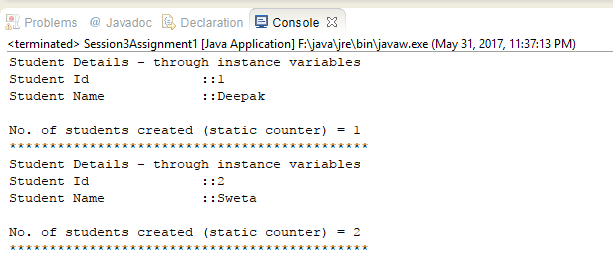 Problems @ Javadoc Declaration Console
<terminated> Session3Assignment1 [Java Application] F:\java\jre\bin\javaw.exe (May 31, 2017, 11:37:13 PM)
Student Details - through instance variables
Student Id ::1
Student Name ::Deepak
No. of students created (static counter) = 1
*********************************************
Student Details - through instance variables
Student Id ::2
Student Name ::Sweta
No. of students created (static counter) = 2
*********************************************